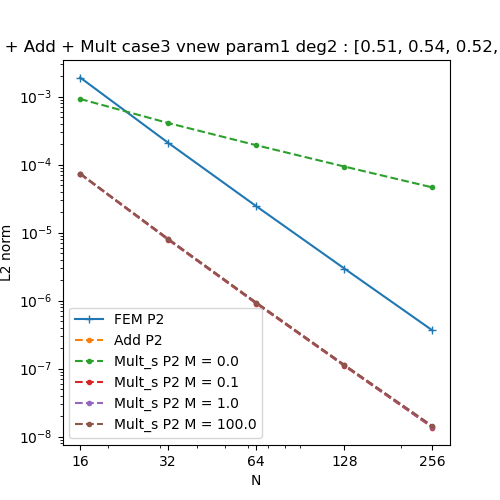 + Add + Mult case3 vnew param1 deg2 : [0.51, 0.54, 0.52,
10⁻³
10⁻⁴
10⁻⁵
10⁻⁶
10⁻⁷
10⁻⁸
L2 norm
FEM P2
Add P2
Mult_s P2 M = 0.0
Mult_s P2 M = 0.1
Mult_s P2 M = 1.0
Mult_s P2 M = 100.0
16 32 64 128 256
N